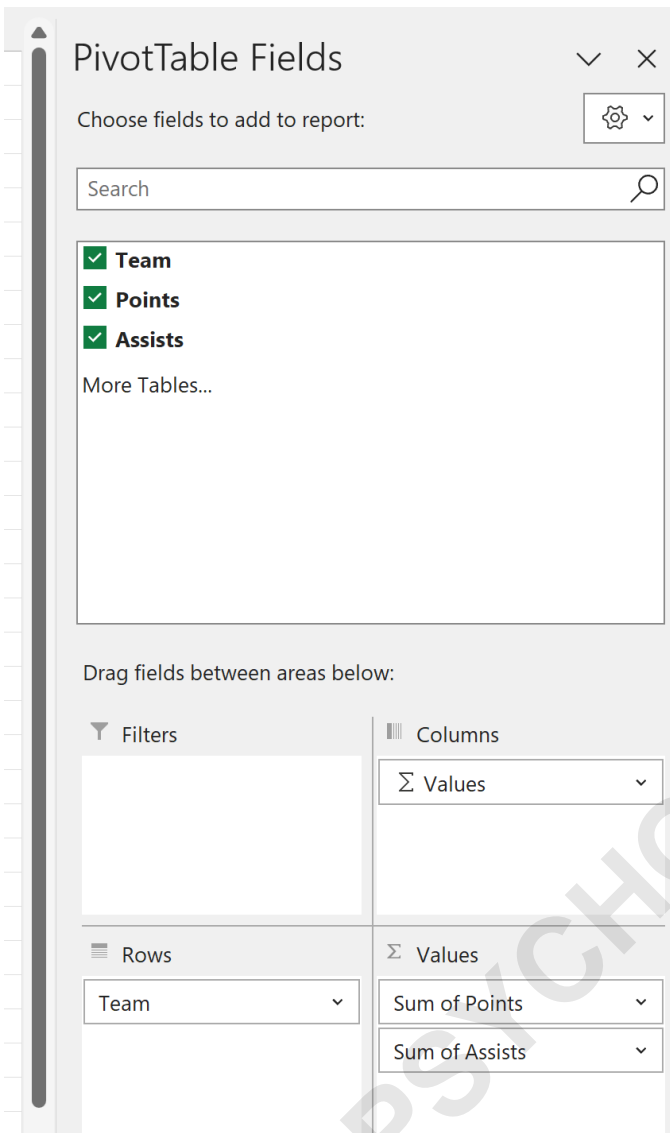 PivotTable Fields
Choose fields to add to report:
Search
Team
Points
Assists
More Tables...
Drag fields between areas below:
Filters
Columns
Σ Values
Rows
Σ Values
Team
Sum of Points
Sum of Assists
PSYCHO